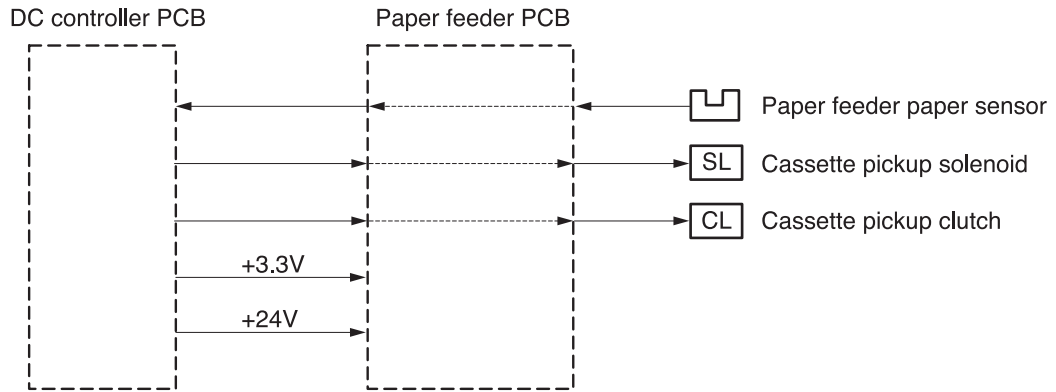 DC controller PCB
Paper feeder PCB
Paper feeder paper sensor
SL
Cassette pickup solenoid
CL
Cassette pickup clutch
+3.3V
+24V